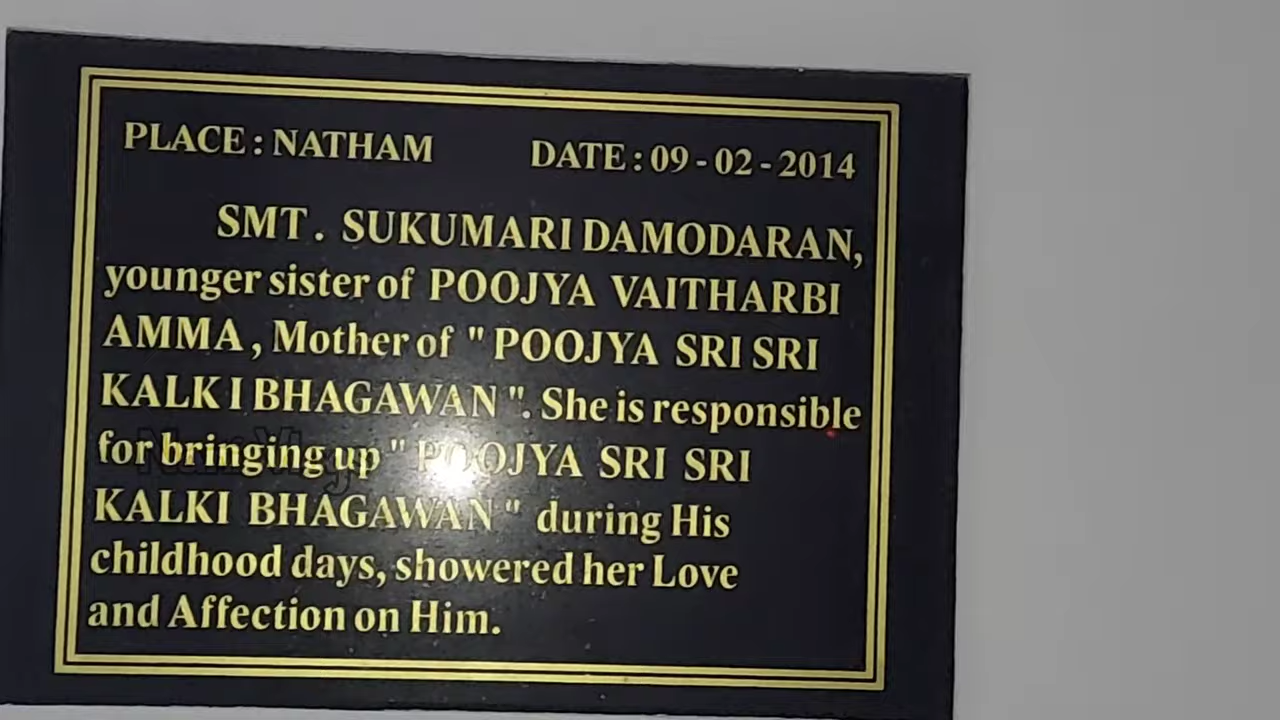 PLACE : NATHAM DATE : 09 - 02 - 2014
SMT . SUKUMARI DAMODARAN,
younger sister of POOJYA VAITHARBI
AMMA , Mother of " POOJYA SRI SRI
KALK I BHAGAWAN ". She is responsible
for bringing up " POOJYA SRI SRI
KALKI BHAGAWAN " during His
childhood days, showered her Love
and Affection on Him.